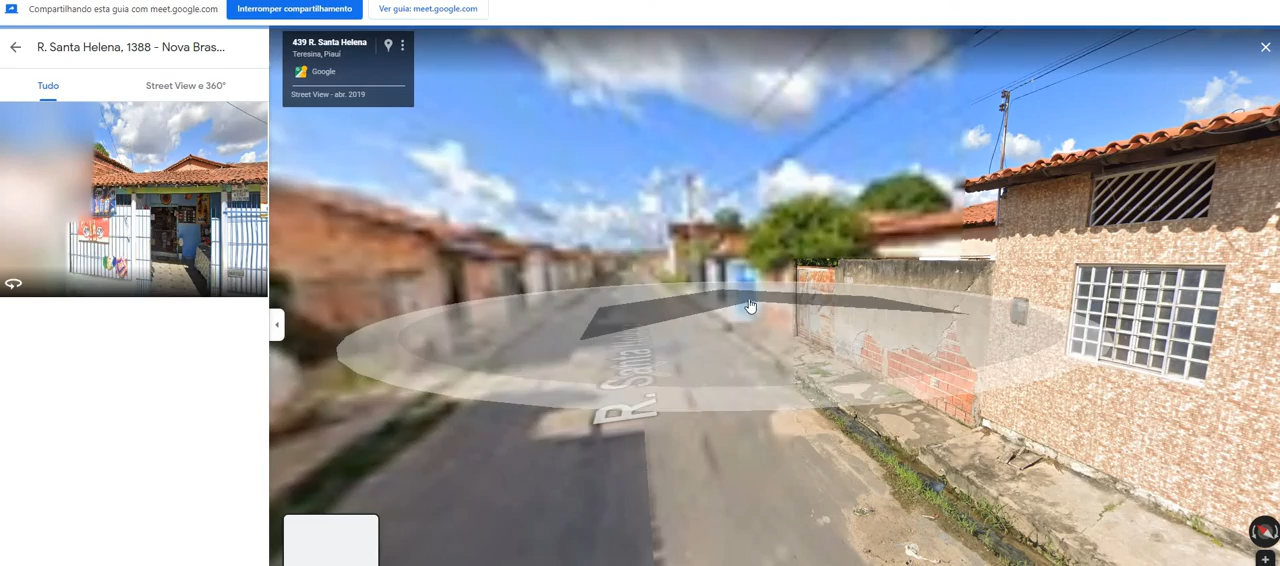 Compartilhando esta guia com meet.google.com
Interromper compartilhamento
Ver guia: meet.google.com
R. Santa Helena, 1388 - Nova Bras...
Tudo
Street View e 360°
439 R. Santa Helena
Teresina, Piauí
Google
Street View - abr. 2019
R. Santa